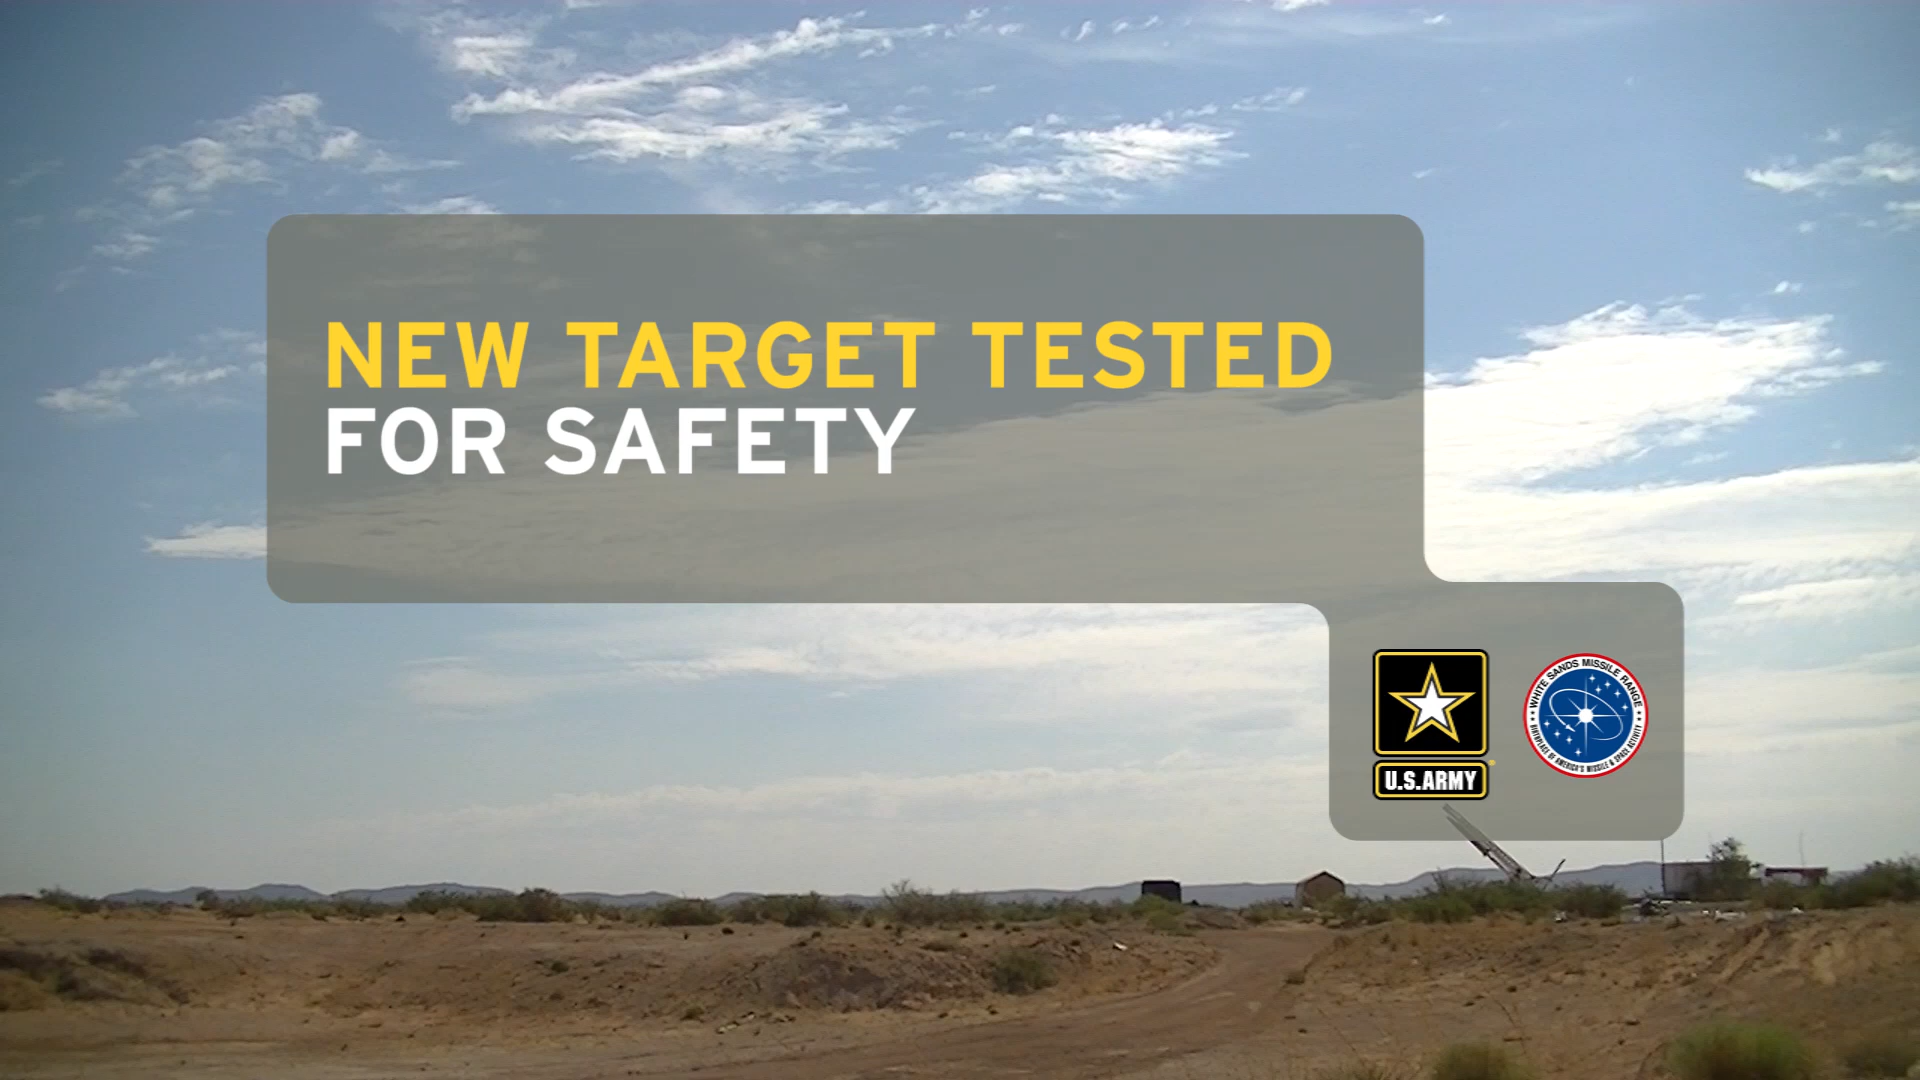 NEW TARGET TESTED
FOR SAFETY
U.S.ARMY
WHITE SANDS MISSILE RANGE
BIRTHPLACE OF AMERICA'S MISSILE & SPACE ACTIVITY